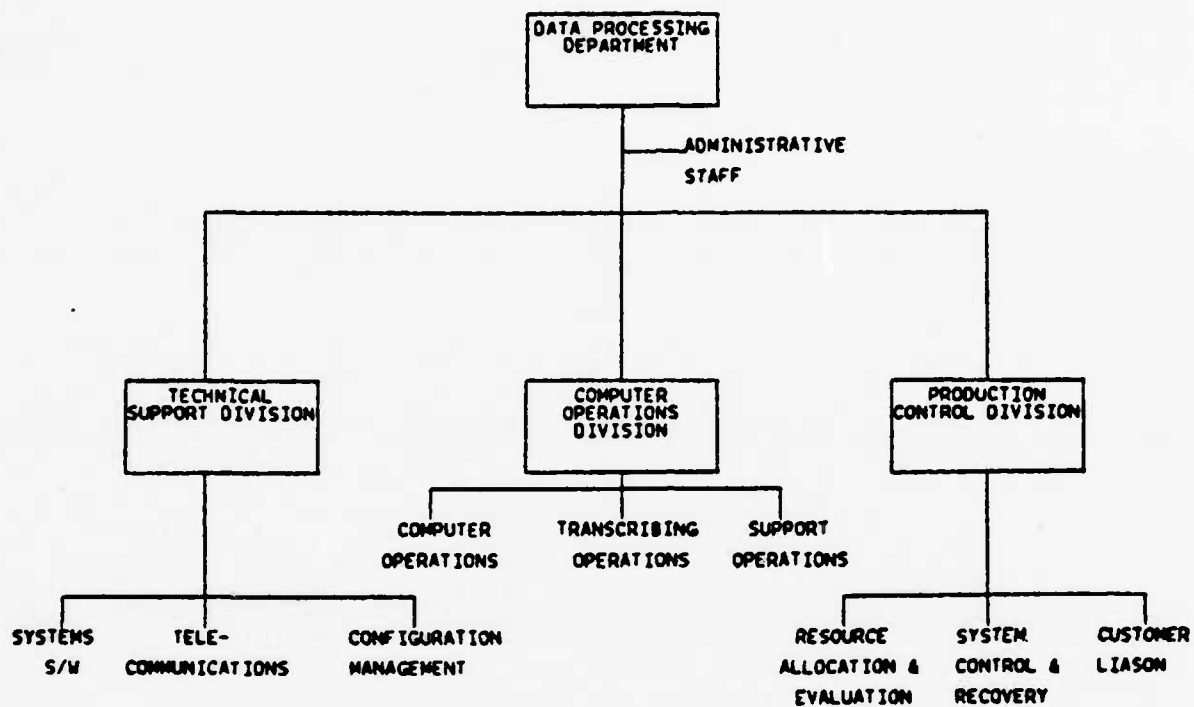 DATA PROCESSING
DEPARTMENT
ADMINISTRATIVE
STAFF
TECHNICAL
SUPPORT DIVISION
COMPUTER
OPERATIONS
DIVISION
PRODUCTION
CONTROL DIVISION
COMPUTER
OPERATIONS
TRANSCRIBING
OPERATIONS
SUPPORT
OPERATIONS
SYSTEMS
S/W
TELE-
COMMUNICATIONS
CONFIGURATION
MANAGEMENT
RESOURCE
ALLOCATION &
EVALUATION
SYSTEM
CONTROL &
RECOVERY
CUSTOMER
LIASON